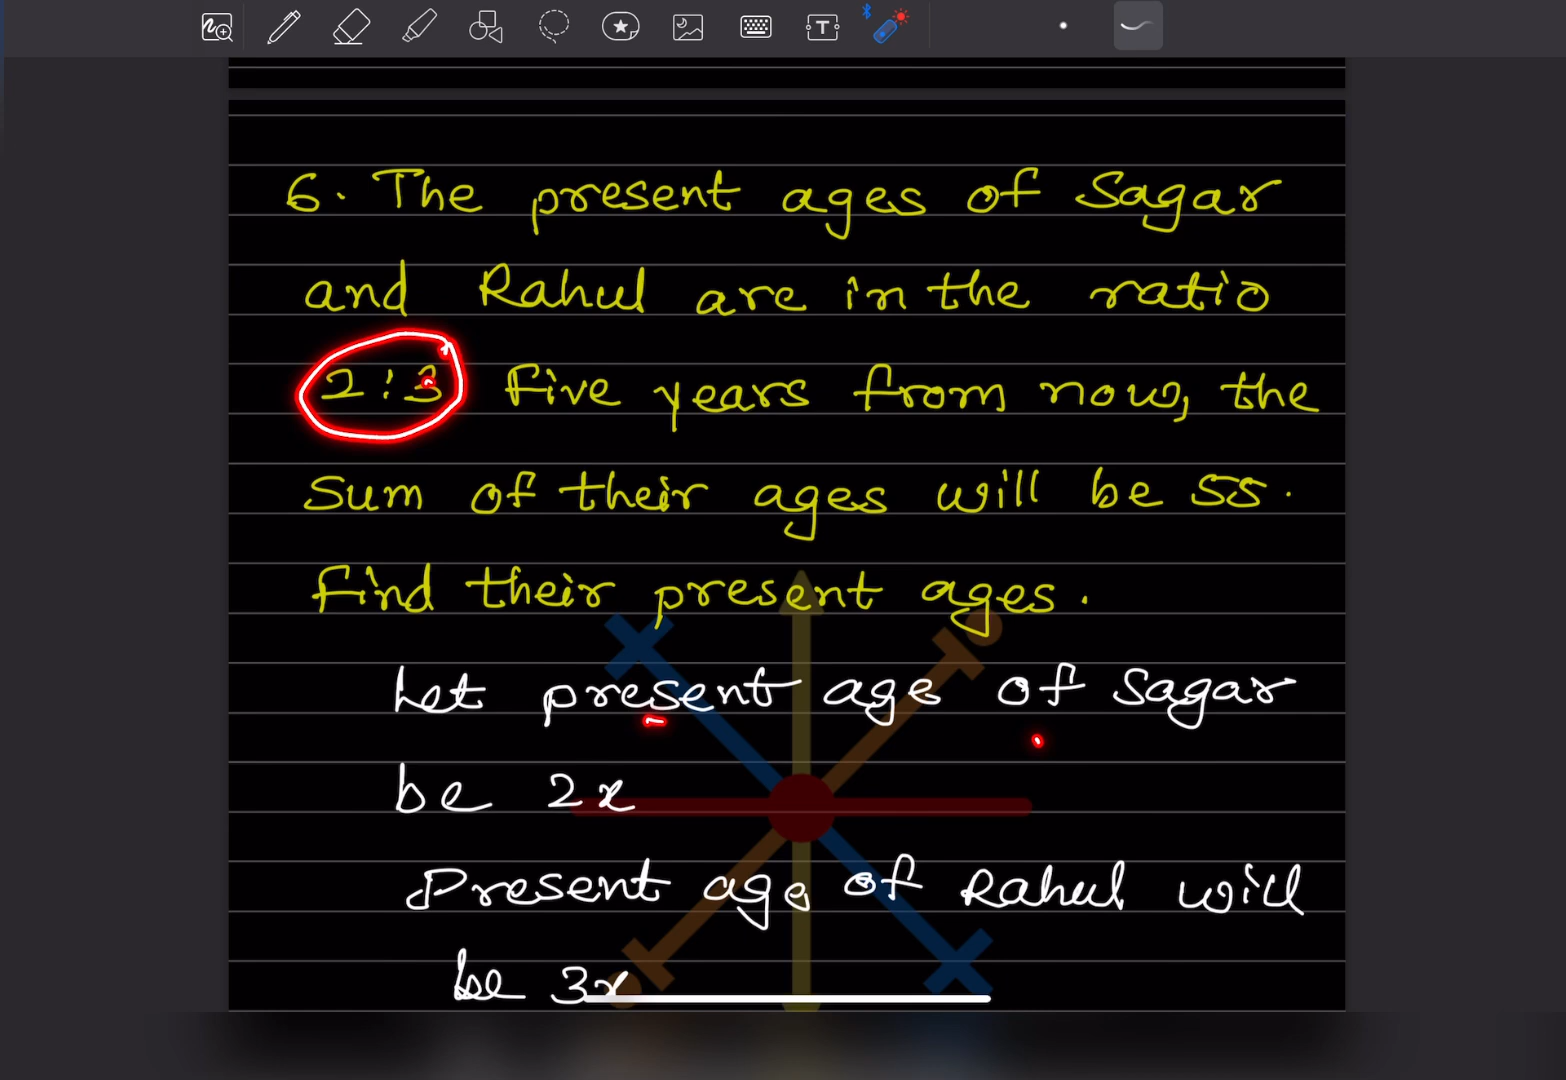 6. The present ages of Sagar
and Rahul are in the ratio
2:3 Five years from now, the
sum of their ages will be 55.
Find their present ages.
Let present age of Sagar
be 2x
Present age of Rahul will
be 3x